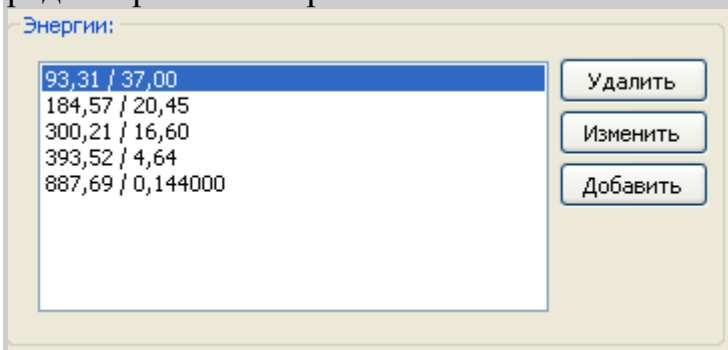 Энергии:
93,31 / 37,00
184,57 / 20,45
300,21 / 16,60
393,52 / 4,64
887,69 / 0,144000
Удалить
Изменить
Добавить